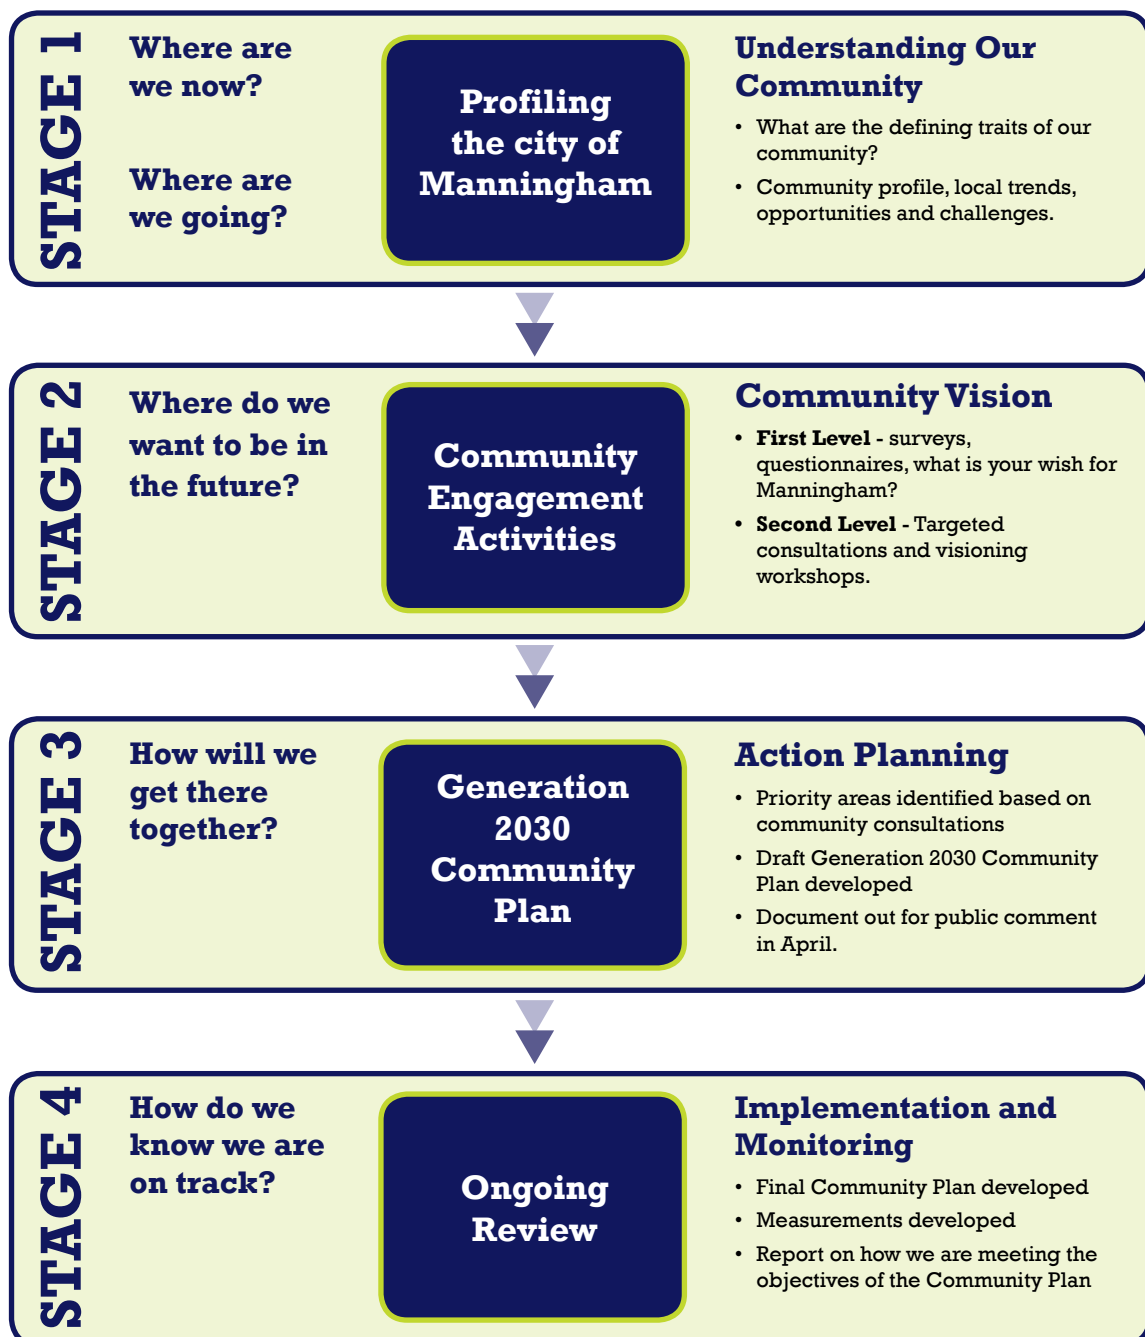 STAGE 1
Where are
we now?
Where are
we going?
Profiling
the city of
Manningham
Understanding Our
Community
• What are the defining traits of our
community?
• Community profile, local trends,
opportunities and challenges.
STAGE 2
Where do we
want to be in
the future?
Community
Engagement
Activities
Community Vision
• First Level - surveys,
questionnaires, what is your wish for
Manningham?
• Second Level - Targeted
consultations and visioning
workshops.
STAGE 3
How will we
get there
together?
Generation
2030
Community
Plan
Action Planning
• Priority areas identified based on
community consultations
• Draft Generation 2030 Community
Plan developed
• Document out for public comment
in April.
STAGE 4
How do we
know we are
on track?
Ongoing
Review
Implementation and
Monitoring
• Final Community Plan developed
• Measurements developed
• Report on how we are meeting the
objectives of the Community Plan